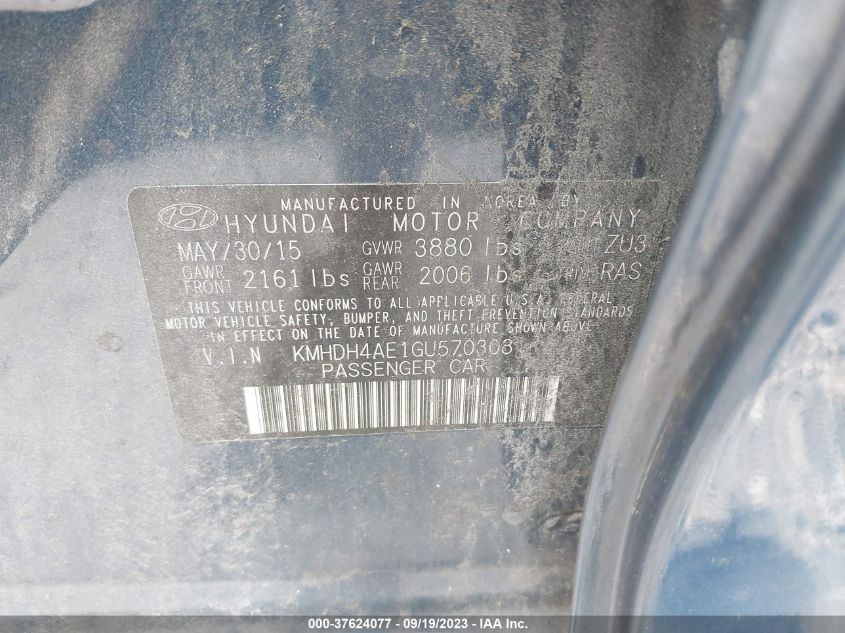 MANUFACTURED IN KOREA BY
HYUNDAI MOTOR COMPANY
MAY/30/15 GVWR 3880 lbs ZU3
GAWR FRONT 2161 lbs GAWR REAR 2006 lbs TRIM RAS
THIS VEHICLE CONFORMS TO ALL APPLICABLE U.S.A. FEDERAL
MOTOR VEHICLE SAFETY, BUMPER, AND THEFT PREVENTION STANDARDS
IN EFFECT ON THE DATE OF MANUFACTURE SHOWN ABOVE.
V.I.N KMHDH4AE1GU570308
PASSENGER CAR
000-37624077 - 09/19/2023 - IAA Inc.